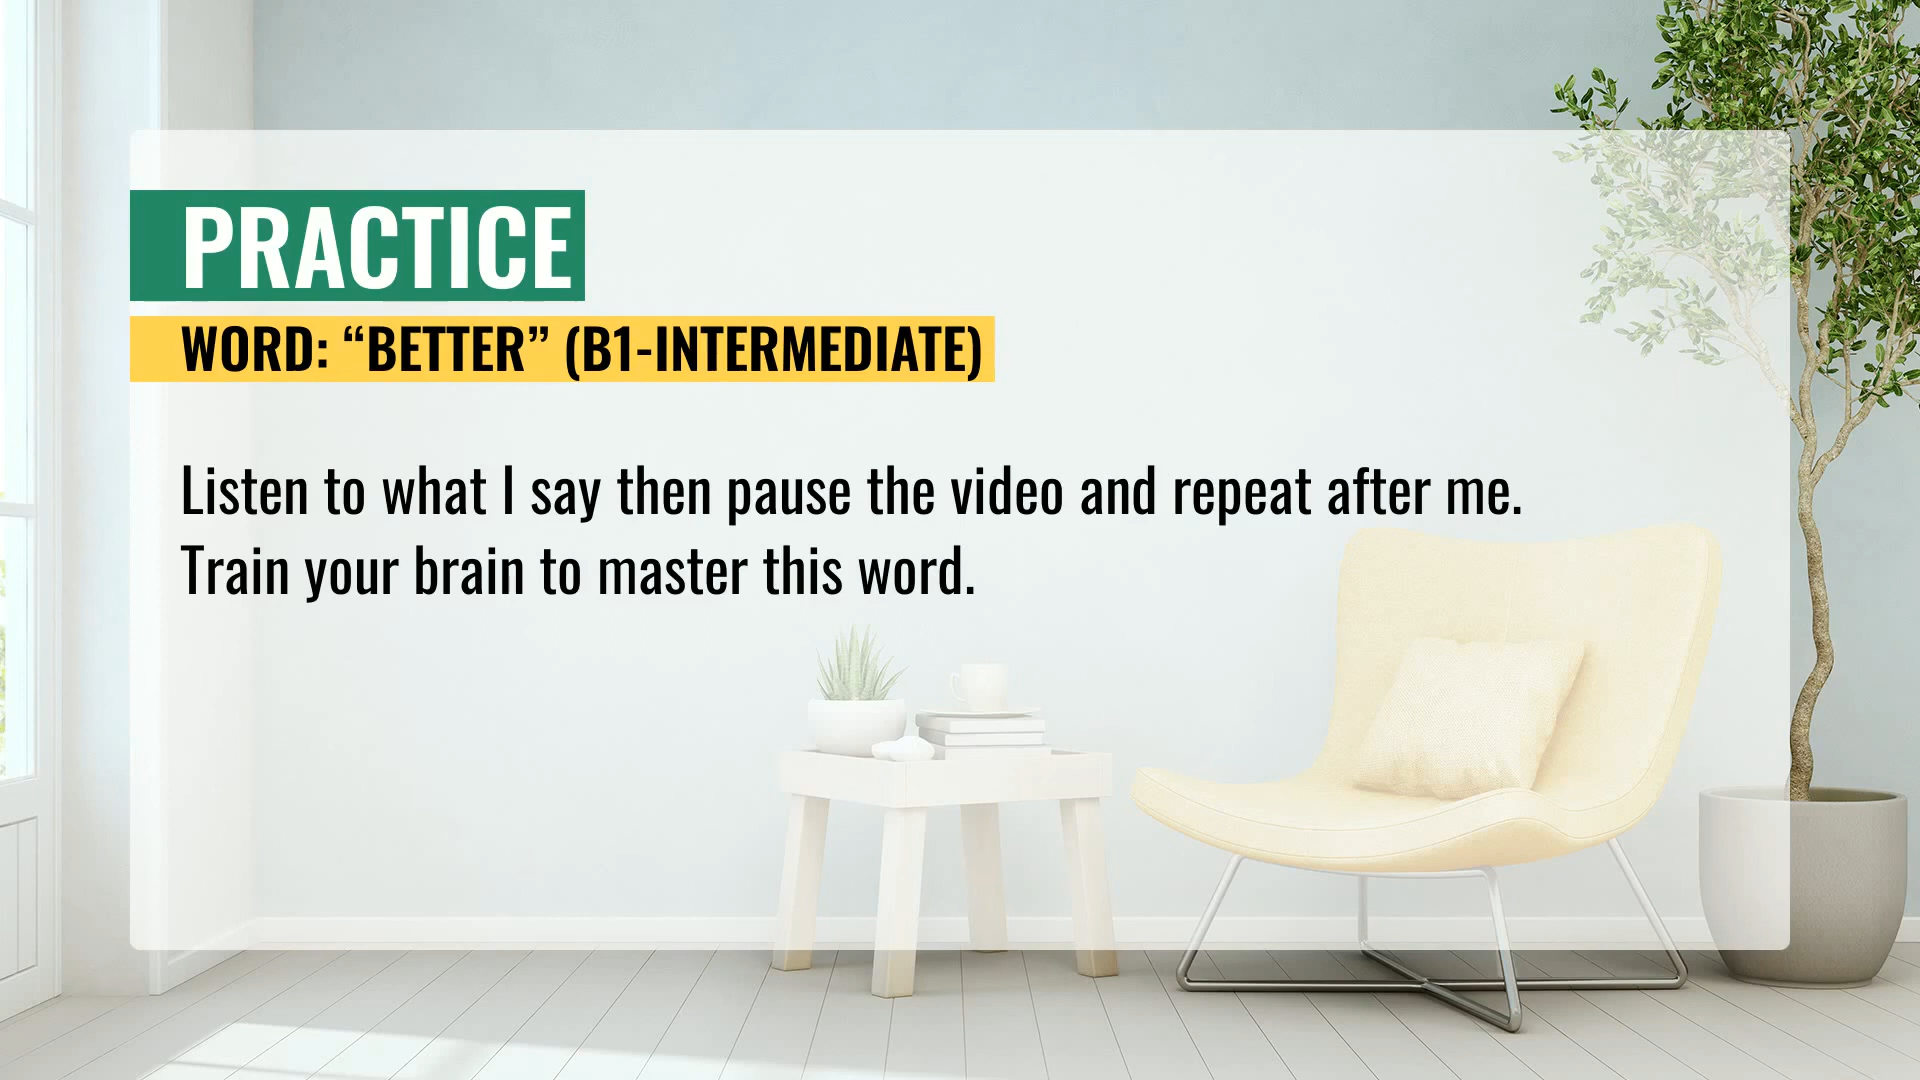 PRACTICE
WORD: “BETTER” (B1-INTERMEDIATE)
Listen to what I say then pause the video and repeat after me.
Train your brain to master this word.